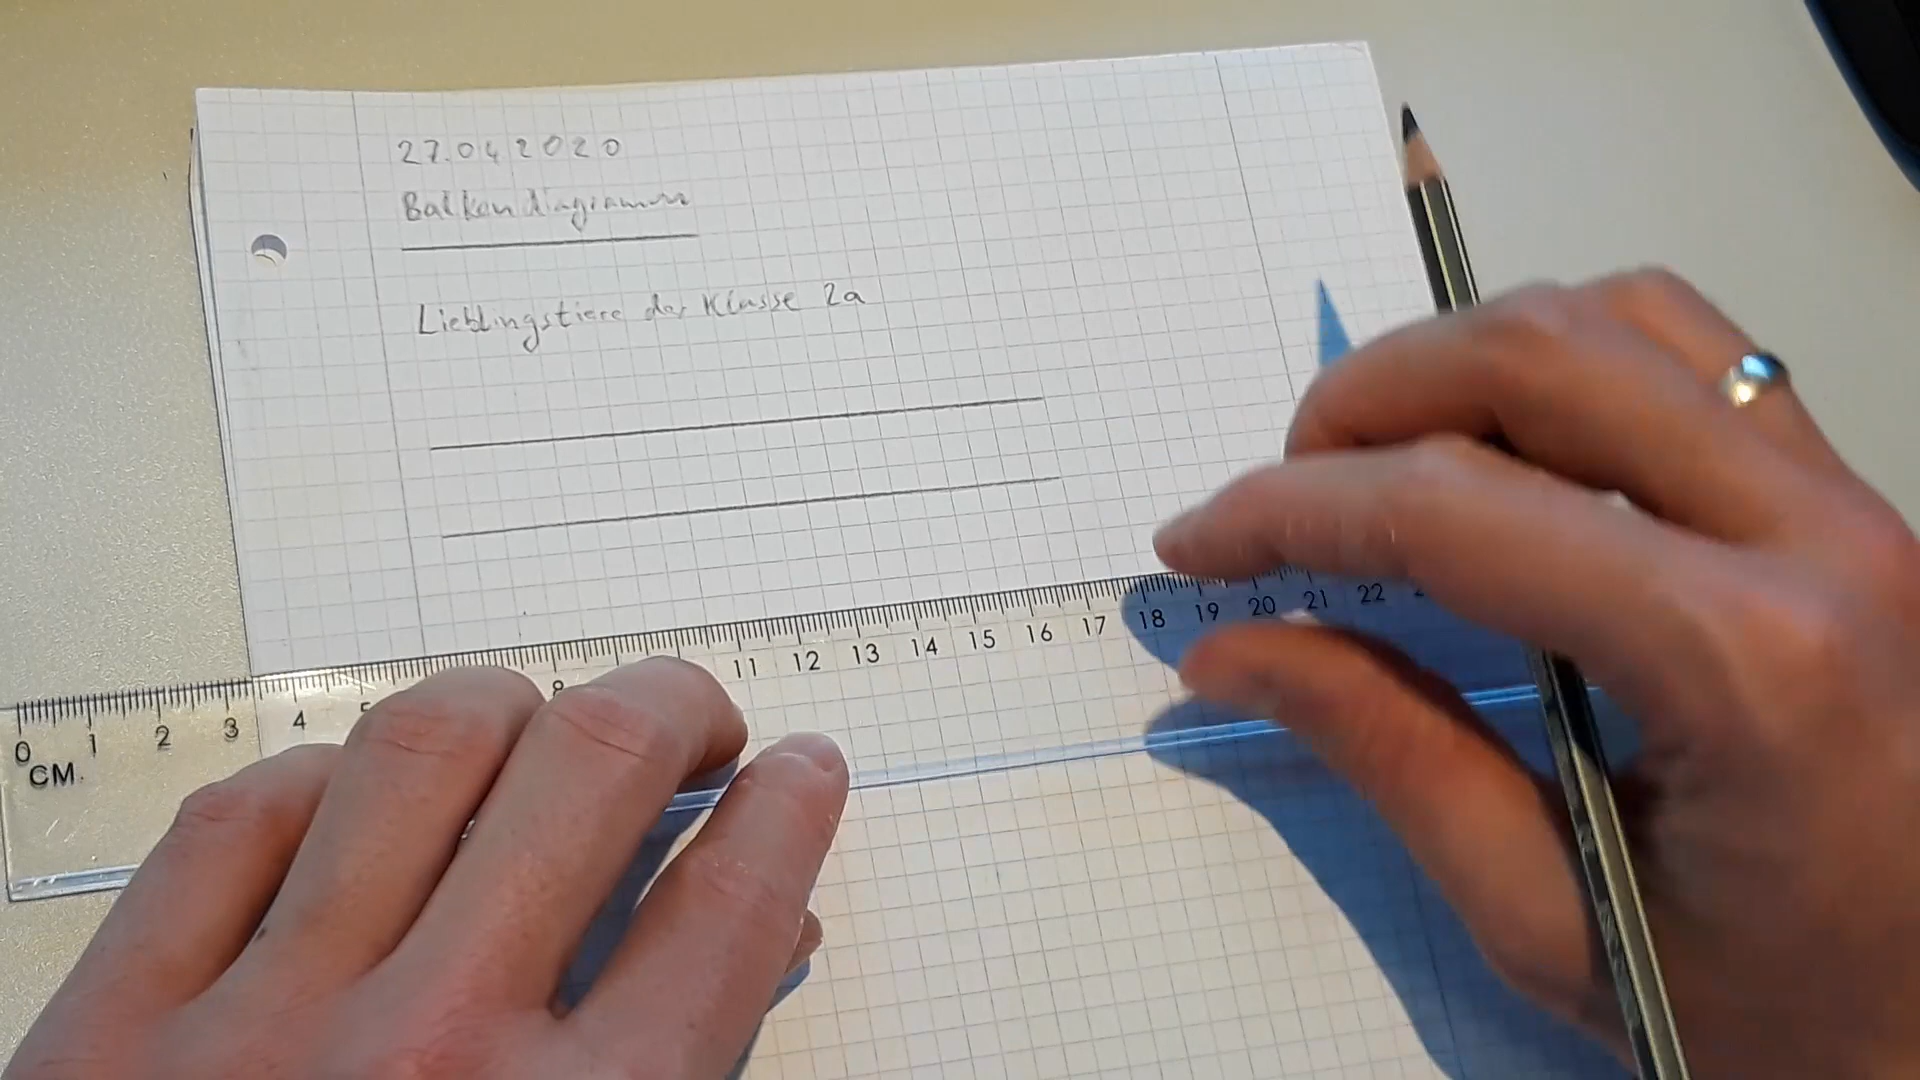 27.04.2020
Balkendiagramm
Lieblingstiere der Klasse 2a
0 1 2 3 4 5 8 11 12 13 14 15 16 17 18 19 20 21 22
CM.